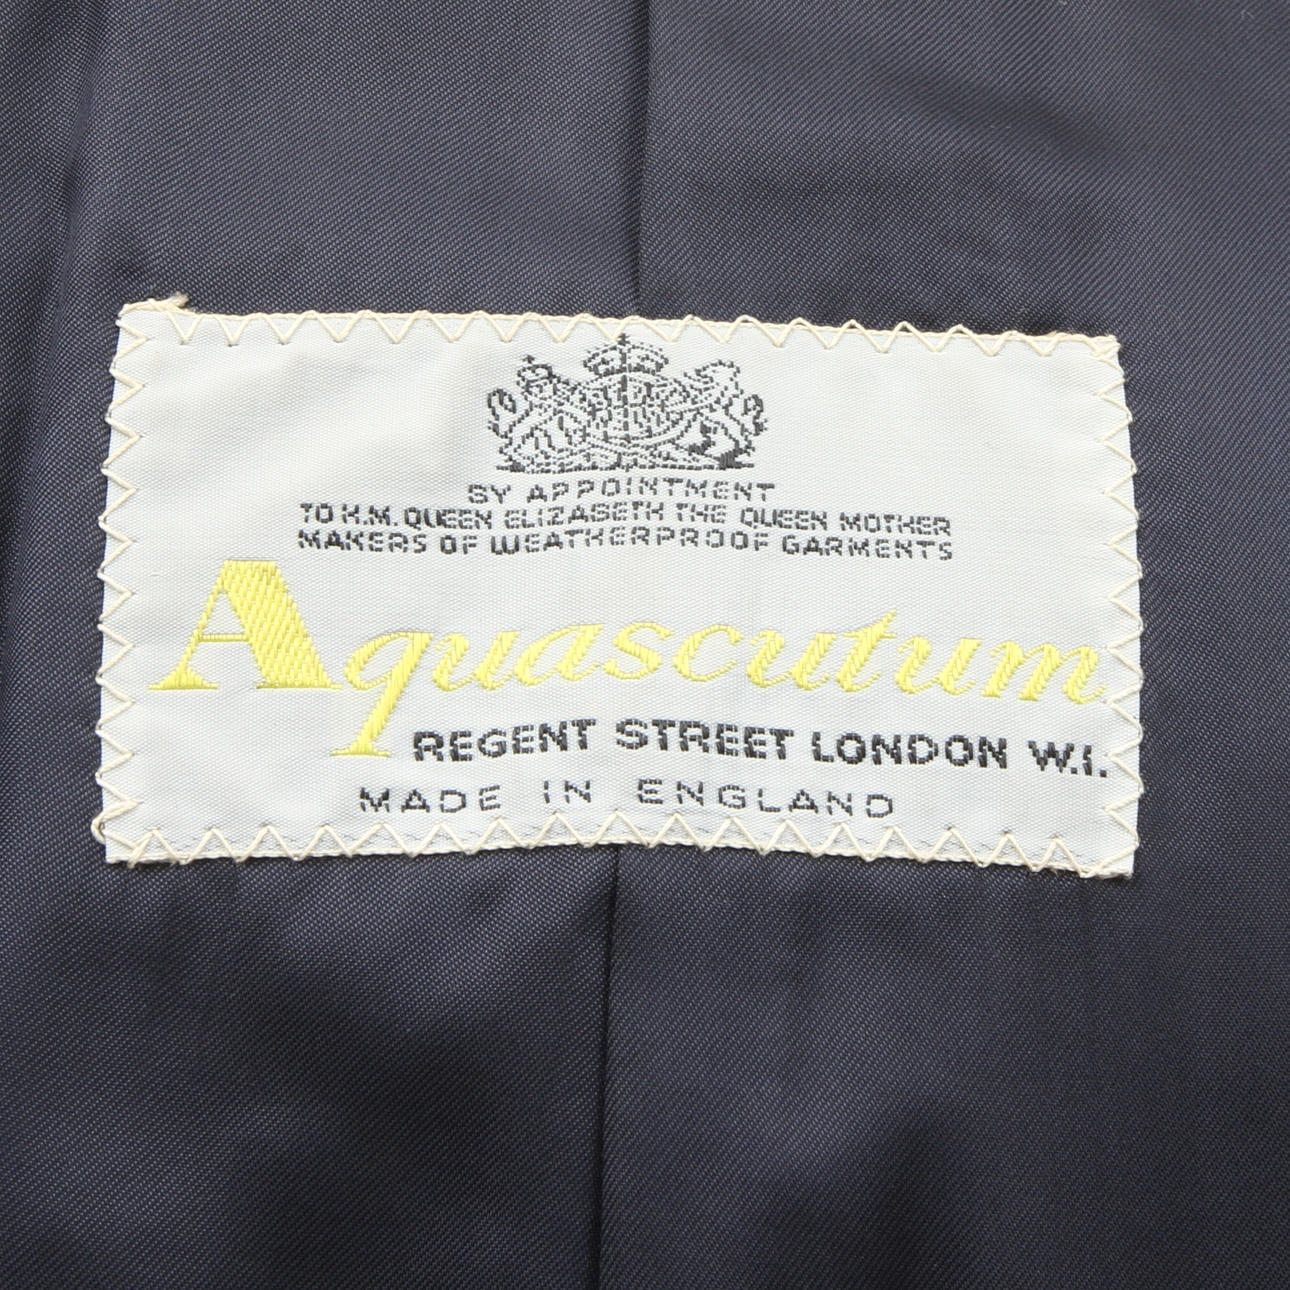 BY APPOINTMENT
TO H.M. QUEEN ELIZABETH THE QUEEN MOTHER
MAKERS OF WEATHERPROOF GARMENTS
Aquascutum
REGENT STREET LONDON W.I.
MADE IN ENGLAND